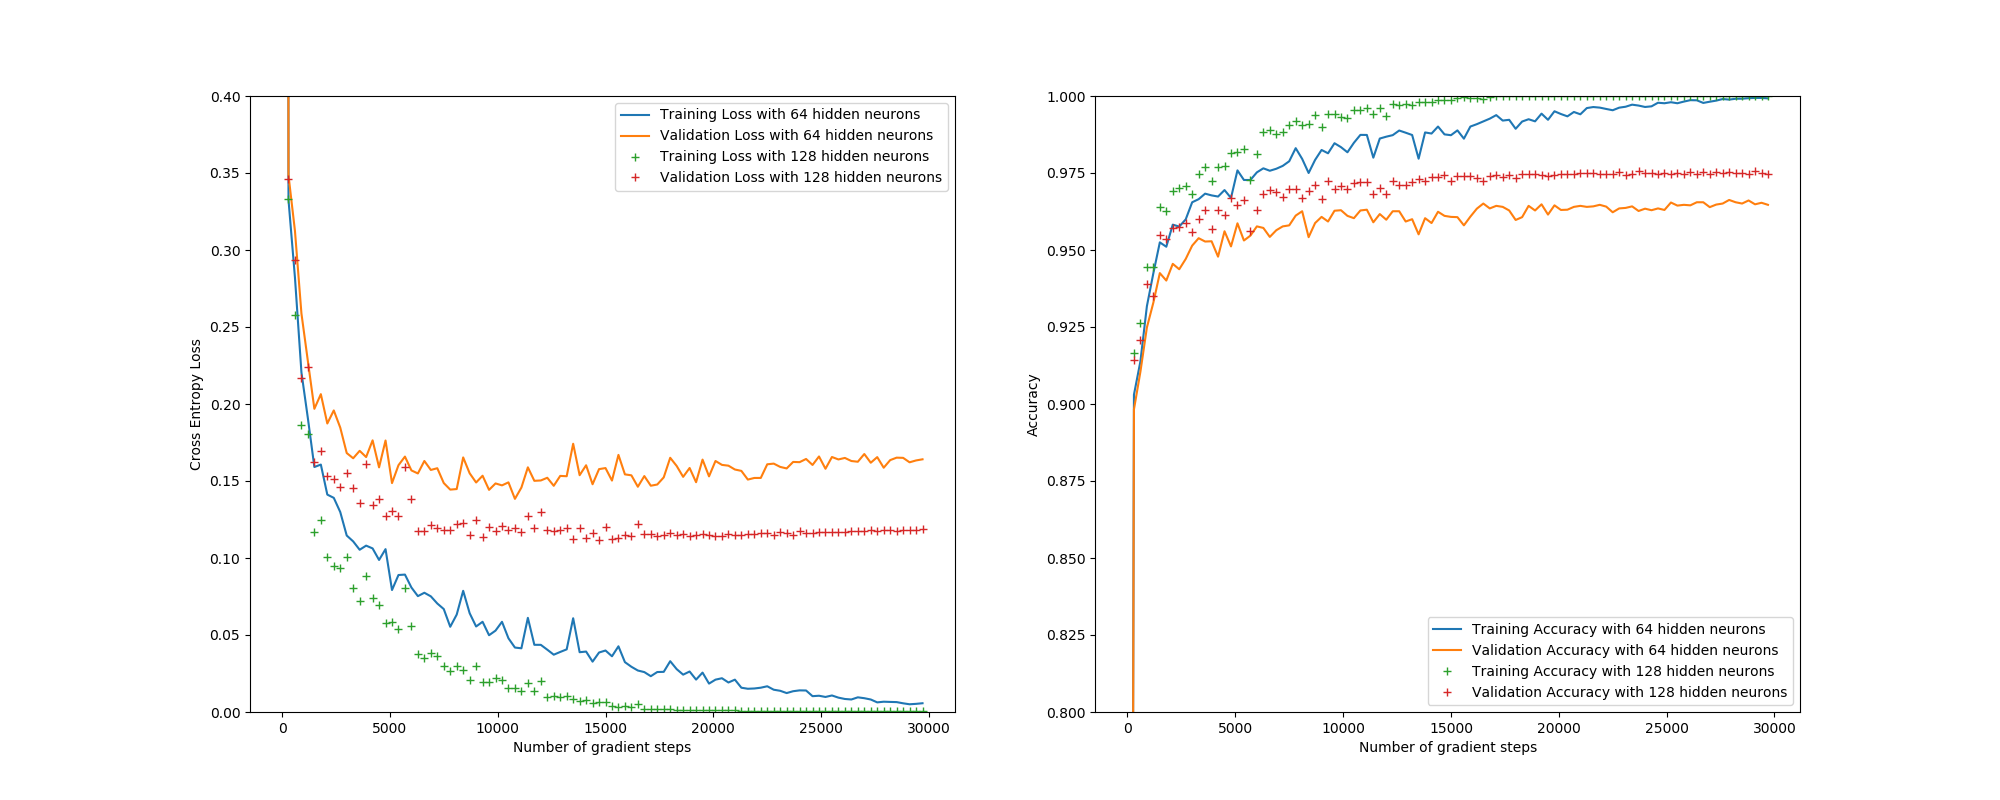 0.40
0.35
0.30
0.25
0.20
0.15
0.10
0.05
0.00
Cross Entropy Loss
Training Loss with 64 hidden neurons
Validation Loss with 64 hidden neurons
Training Loss with 128 hidden neurons
Validation Loss with 128 hidden neurons
0 5000 10000 15000 20000 25000 30000
Number of gradient steps
1.000
0.975
0.950
0.925
0.900
0.875
0.850
0.825
0.800
Accuracy
Training Accuracy with 64 hidden neurons
Validation Accuracy with 64 hidden neurons
Training Accuracy with 128 hidden neurons
Validation Accuracy with 128 hidden neurons
0 5000 10000 15000 20000 25000 30000
Number of gradient steps